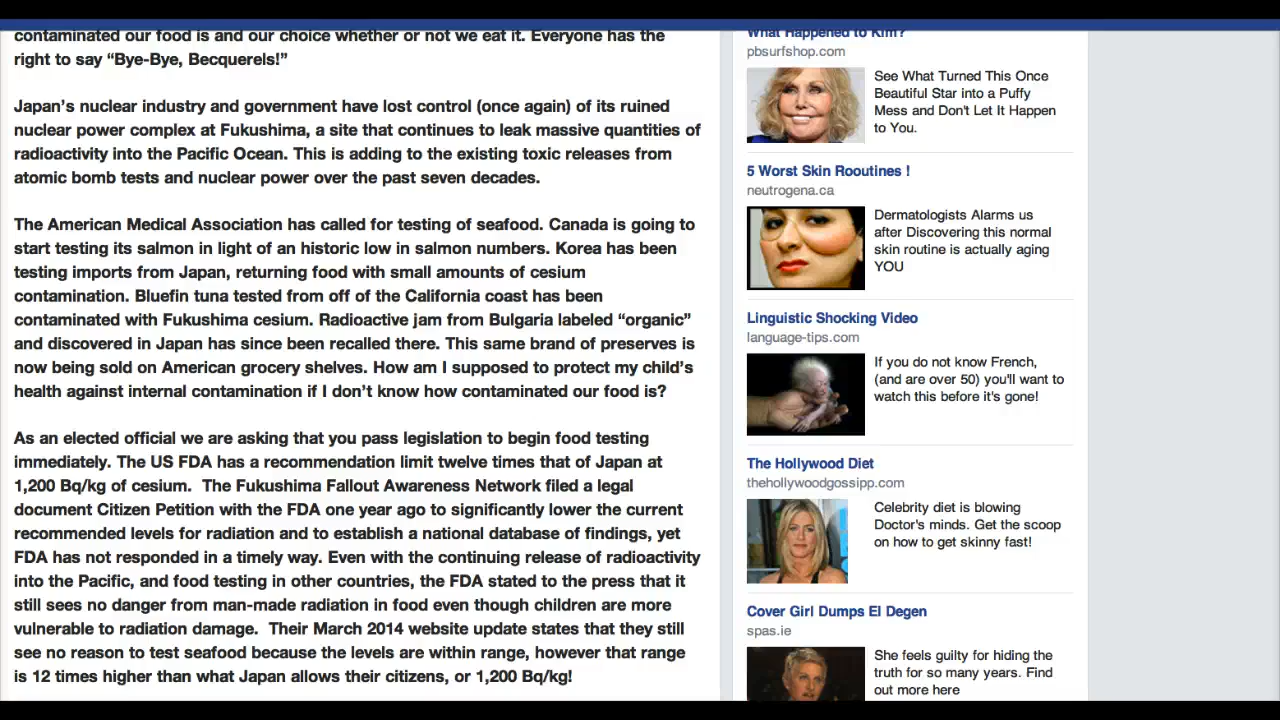 contaminated our food is and our choice whether or not we eat it. Everyone has the
right to say “Bye-Bye, Becquerels!”
Japan’s nuclear industry and government have lost control (once again) of its ruined
nuclear power complex at Fukushima, a site that continues to leak massive quantities of
radioactivity into the Pacific Ocean. This is adding to the existing toxic releases from
atomic bomb tests and nuclear power over the past seven decades.
The American Medical Association has called for testing of seafood. Canada is going to
start testing its salmon in light of an historic low in salmon numbers. Korea has been
testing imports from Japan, returning food with small amounts of cesium
contamination. Bluefin tuna tested from off of the California coast has been
contaminated with Fukushima cesium. Radioactive jam from Bulgaria labeled “organic”
and discovered in Japan has since been recalled there. This same brand of preserves is
now being sold on American grocery shelves. How am I supposed to protect my child’s
health against internal contamination if I don’t know how contaminated our food is?
As an elected official we are asking that you pass legislation to begin food testing
immediately. The US FDA has a recommendation limit twelve times that of Japan at
1,200 Bq/kg of cesium.  The Fukushima Fallout Awareness Network filed a legal
document Citizen Petition with the FDA one year ago to significantly lower the current
recommended levels for radiation and to establish a national database of findings, yet
FDA has not responded in a timely way. Even with the continuing release of radioactivity
into the Pacific, and food testing in other countries, the FDA stated to the press that it
still sees no danger from man-made radiation in food even though children are more
vulnerable to radiation damage.  Their March 2014 website update states that they still
see no reason to test seafood because the levels are within range, however that range
is 12 times higher than what Japan allows their citizens, or 1,200 Bq/kg!
What Happened to Kim?
pbsurfshop.com
See What Turned This Once
Beautiful Star into a Puffy
Mess and Don't Let It Happen
to You.
5 Worst Skin Rooutines !
neutrogena.ca
Dermatologists Alarms us
after Discovering this normal
skin routine is actually aging
YOU
Linguistic Shocking Video
language-tips.com
If you do not know French,
(and are over 50) you'll want to
watch this before it's gone!
The Hollywood Diet
thehollywoodgossipp.com
Celebrity diet is blowing
Doctor's minds. Get the scoop
on how to get skinny fast!
Cover Girl Dumps El Degen
spas.ie
She feels guilty for hiding the
truth for so many years. Find
out more here